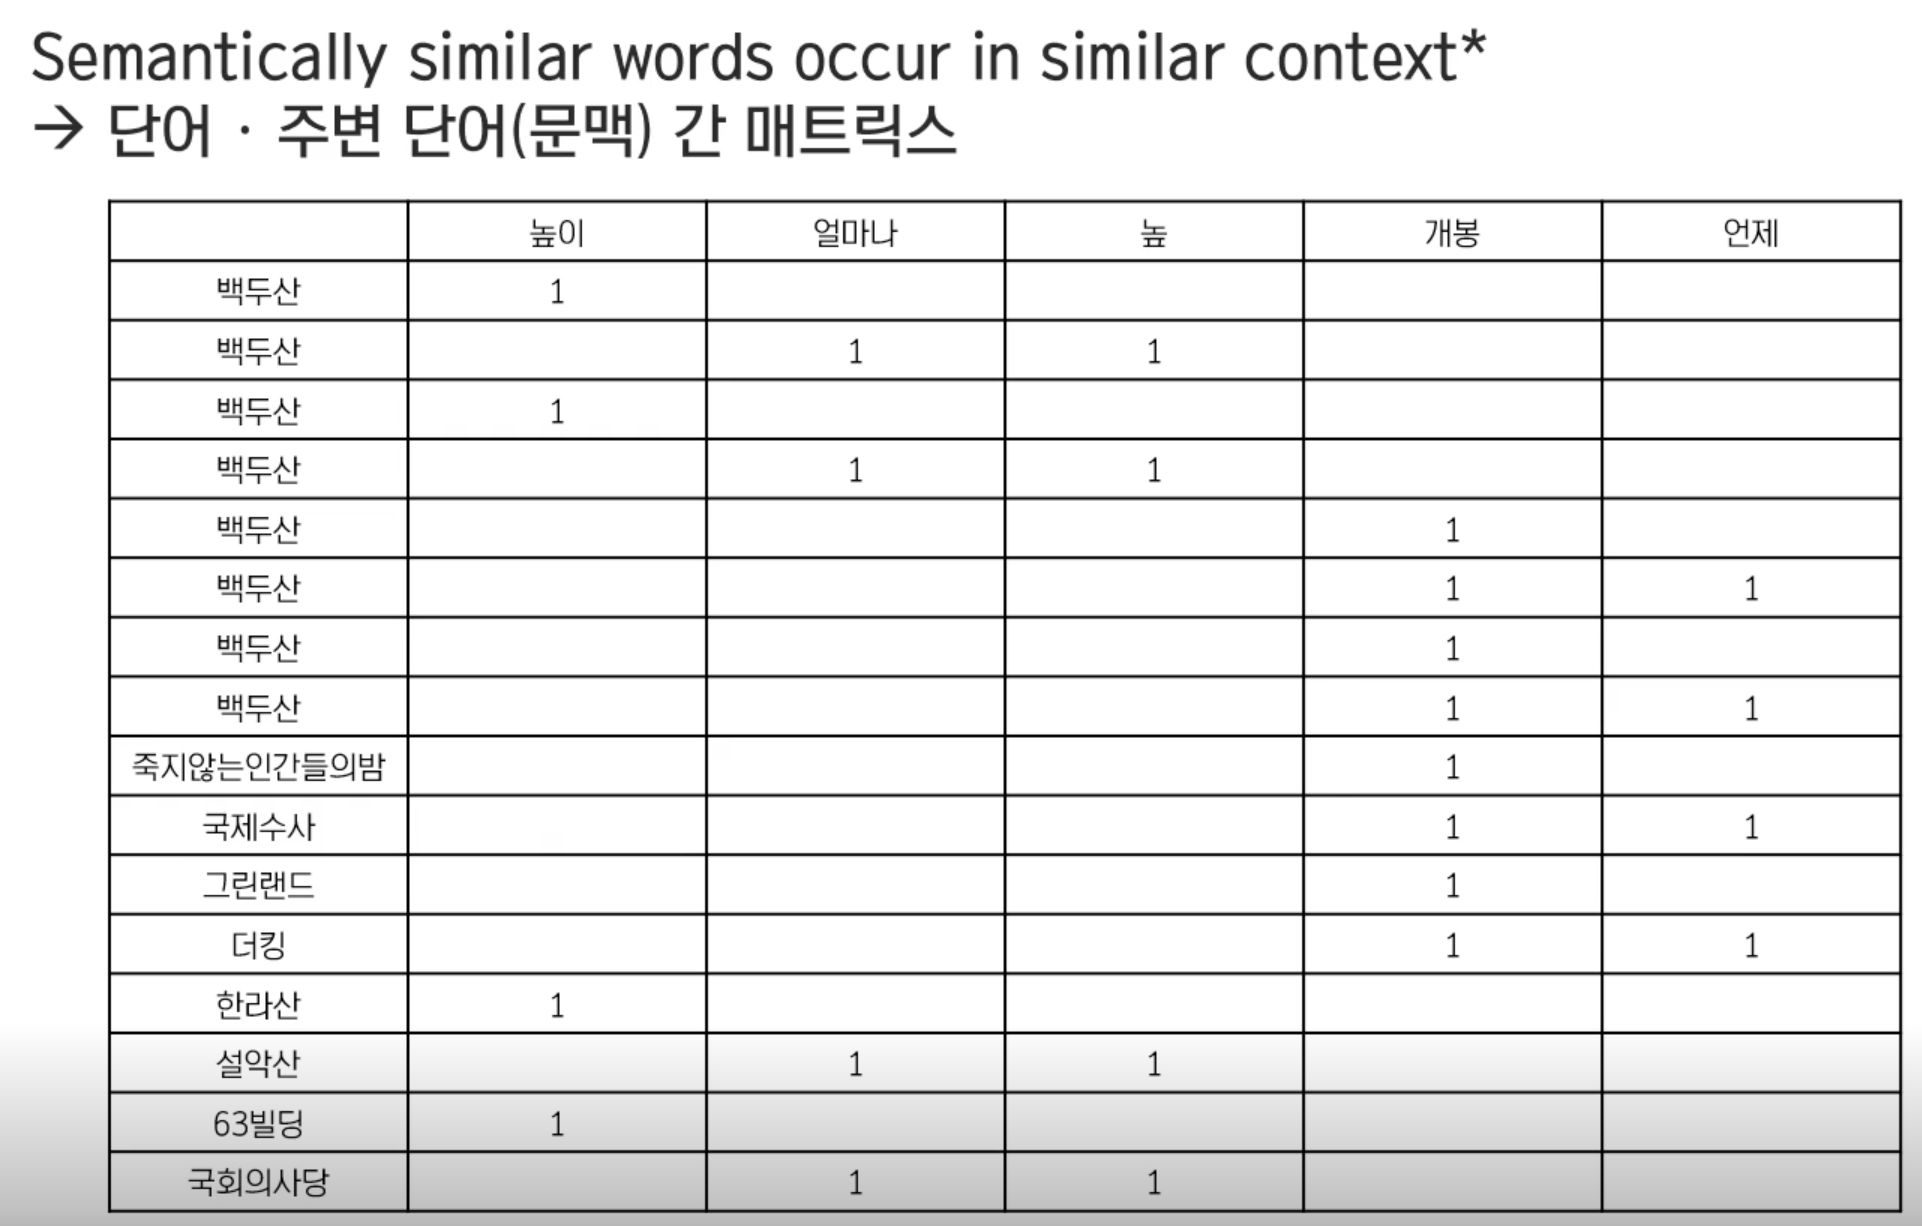 Semantically similar words occur in similar context*
→ 단어 · 주변 단어(문맥) 간 매트릭스
높이 얼마나 높 개봉 언제
백두산 1
백두산 1 1
백두산 1
백두산 1 1
백두산 1
백두산 1 1
백두산 1
백두산 1 1
죽지않는인간들의밤 1
국제수사 1 1
그린랜드 1
더킹 1 1
한라산 1
설악산 1 1
63빌딩 1
국회의사당 1 1